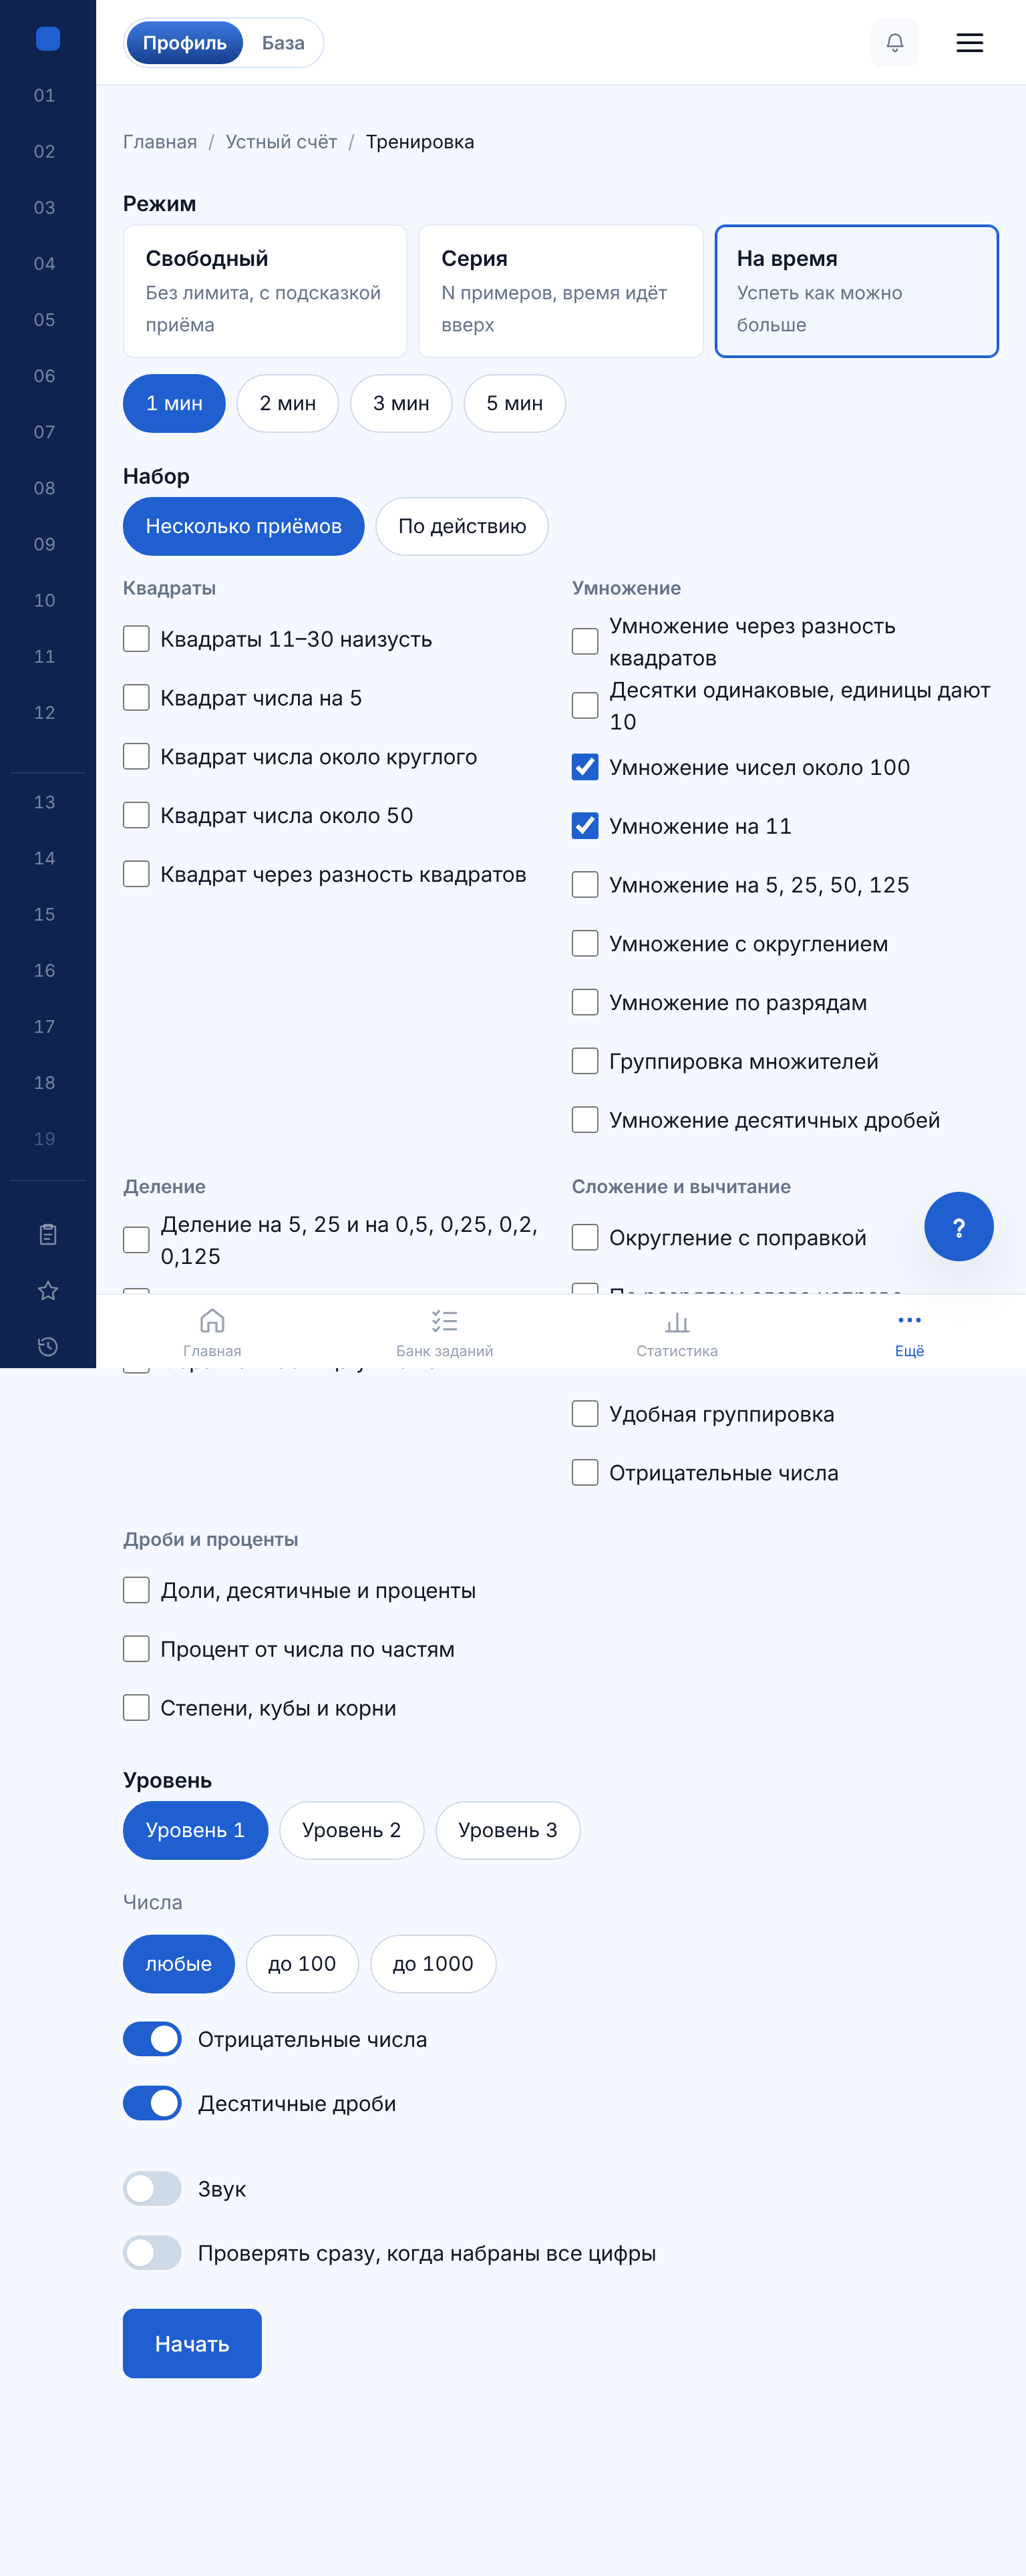 Профиль
База
01
02
03
04
05
06
07
08
09
10
11
12
13
14
15
16
17
18
19
Главная / Устный счёт / Тренировка
Режим
Свободный
Без лимита, с подсказкой
приёма
Серия
N примеров, время идёт
вверх
На время
Успеть как можно
больше
1 мин
2 мин
3 мин
5 мин
Набор
Несколько приёмов
По действию
Квадраты
Квадраты 11–30 наизусть
Квадрат числа на 5
Квадрат числа около круглого
Квадрат числа около 50
Квадрат через разность квадратов
Умножение
Умножение через разность
квадратов
Десятки одинаковые, единицы дают
10
Умножение чисел около 100
Умножение на 11
Умножение на 5, 25, 50, 125
Умножение с округлением
Умножение по разрядам
Группировка множителей
Умножение десятичных дробей
Деление
Деление на 5, 25 и на 0,5, 0,25, 0,2,
0,125
Сложение и вычитание
Округление с поправкой
?
Главная
Банк заданий
Статистика
Ещё
Удобная группировка
Отрицательные числа
Дроби и проценты
Доли, десятичные и проценты
Процент от числа по частям
Степени, кубы и корни
Уровень
Уровень 1
Уровень 2
Уровень 3
Числа
любые
до 100
до 1000
Отрицательные числа
Десятичные дроби
Звук
Проверять сразу, когда набраны все цифры
Начать